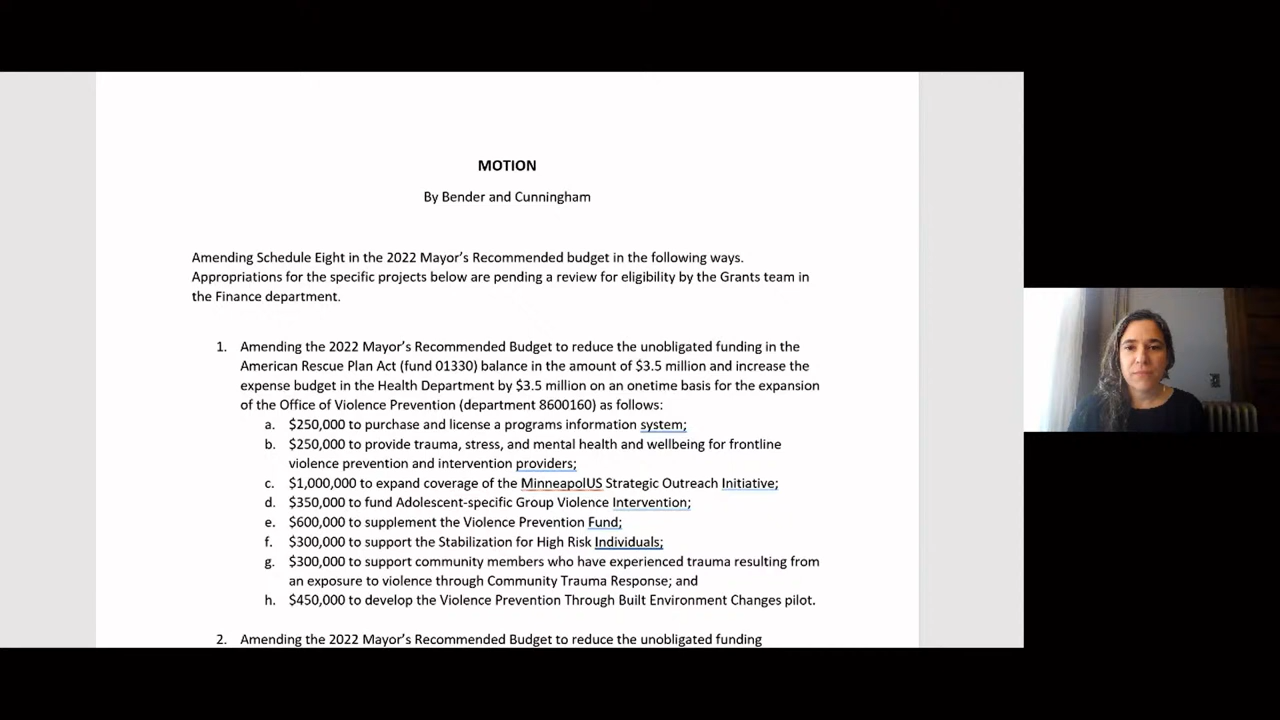 MOTION
By Bender and Cunningham
Amending Schedule Eight in the 2022 Mayor's Recommended budget in the following ways.
Appropriations for the specific projects below are pending a review for eligibility by the Grants team in
the Finance department.
1. Amending the 2022 Mayor's Recommended Budget to reduce the unobligated funding in the
American Rescue Plan Act (fund 01330) balance in the amount of $3.5 million and increase the
expense budget in the Health Department by $3.5 million on an onetime basis for the expansion
of the Office of Violence Prevention (department 8600160) as follows:
a. $250,000 to purchase and license a programs information system;
b. $250,000 to provide trauma, stress, and mental health and wellbeing for frontline
violence prevention and intervention providers;
c. $1,000,000 to expand coverage of the MinneapolUS Strategic Outreach Initiative;
d. $350,000 to fund Adolescent-specific Group Violence Intervention;
e. $600,000 to supplement the Violence Prevention Fund;
f. $300,000 to support the Stabilization for High Risk Individuals;
g. $300,000 to support community members who have experienced trauma resulting from
an exposure to violence through Community Trauma Response; and
h. $450,000 to develop the Violence Prevention Through Built Environment Changes pilot.
2. Amending the 2022 Mayor's Recommended Budget to reduce the unobligated funding